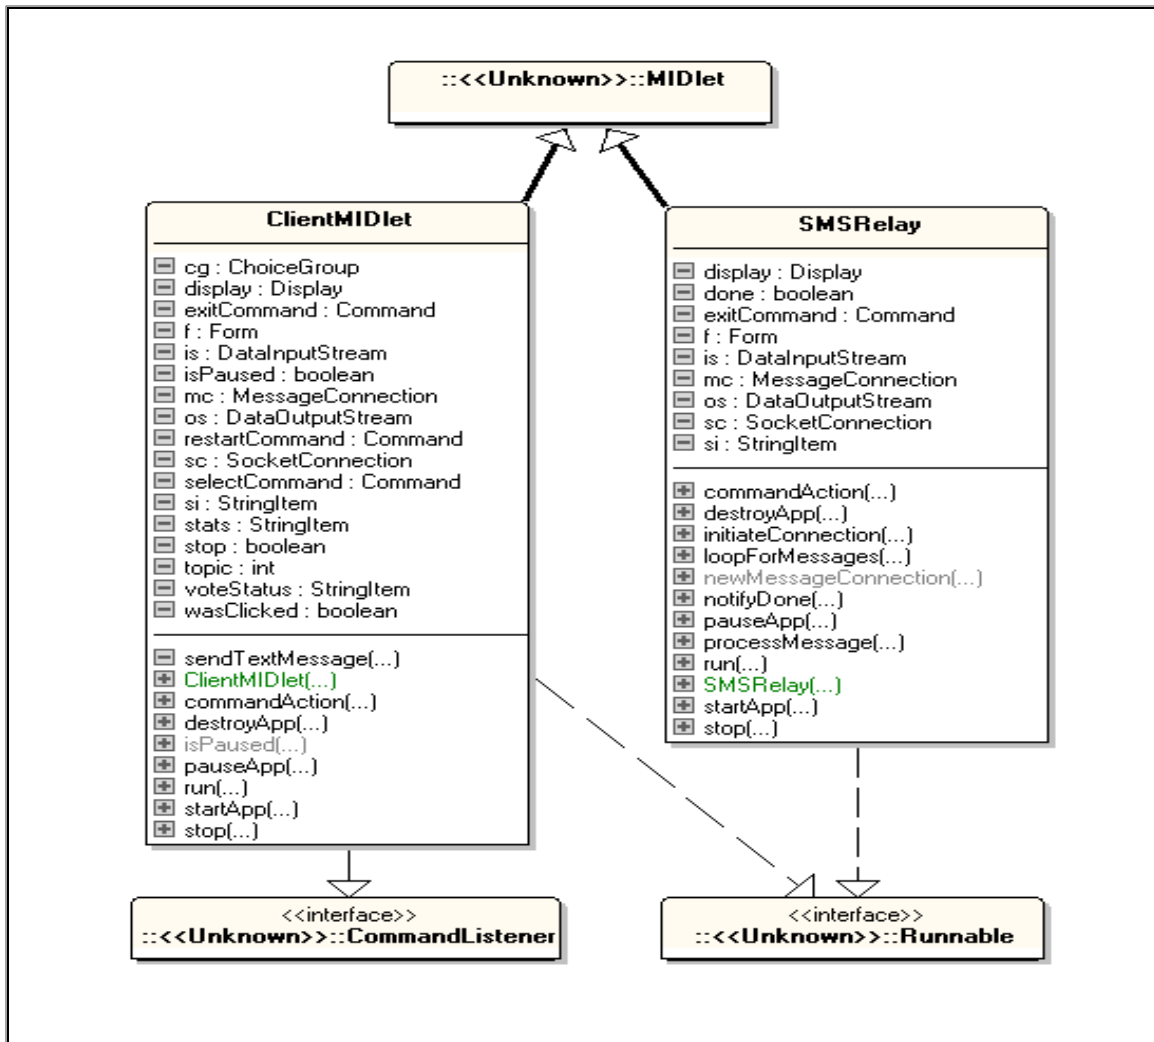 ::<<Unknown>>::MIDlet
ClientMIDlet
cg : ChoiceGroup
display : Display
exitCommand : Command
f : Form
is : DataInputStream
isPaused : boolean
mc : MessageConnection
os : DataOutputStream
restartCommand : Command
sc : SocketConnection
selectCommand : Command
si : StringItem
stats : StringItem
stop : boolean
topic : int
voteStatus : StringItem
wasClicked : boolean
sendTextMessage(...)
ClientMIDlet(...)
commandAction(...)
destroyApp(...)
isPaused(...)
pauseApp(...)
run(...)
startApp(...)
stop(...)
SMSRelay
display : Display
done : boolean
exitCommand : Command
f : Form
is : DataInputStream
mc : MessageConnection
os : DataOutputStream
sc : SocketConnection
si : StringItem
commandAction(...)
destroyApp(...)
initiateConnection(...)
loopForMessages(...)
newMessageConnection(...)
notifyDone(...)
pauseApp(...)
processMessage(...)
run(...)
SMSRelay(...)
startApp(...)
stop(...)
<<interface>>
::<<Unknown>>::CommandListener
<<interface>>
::<<Unknown>>::Runnable